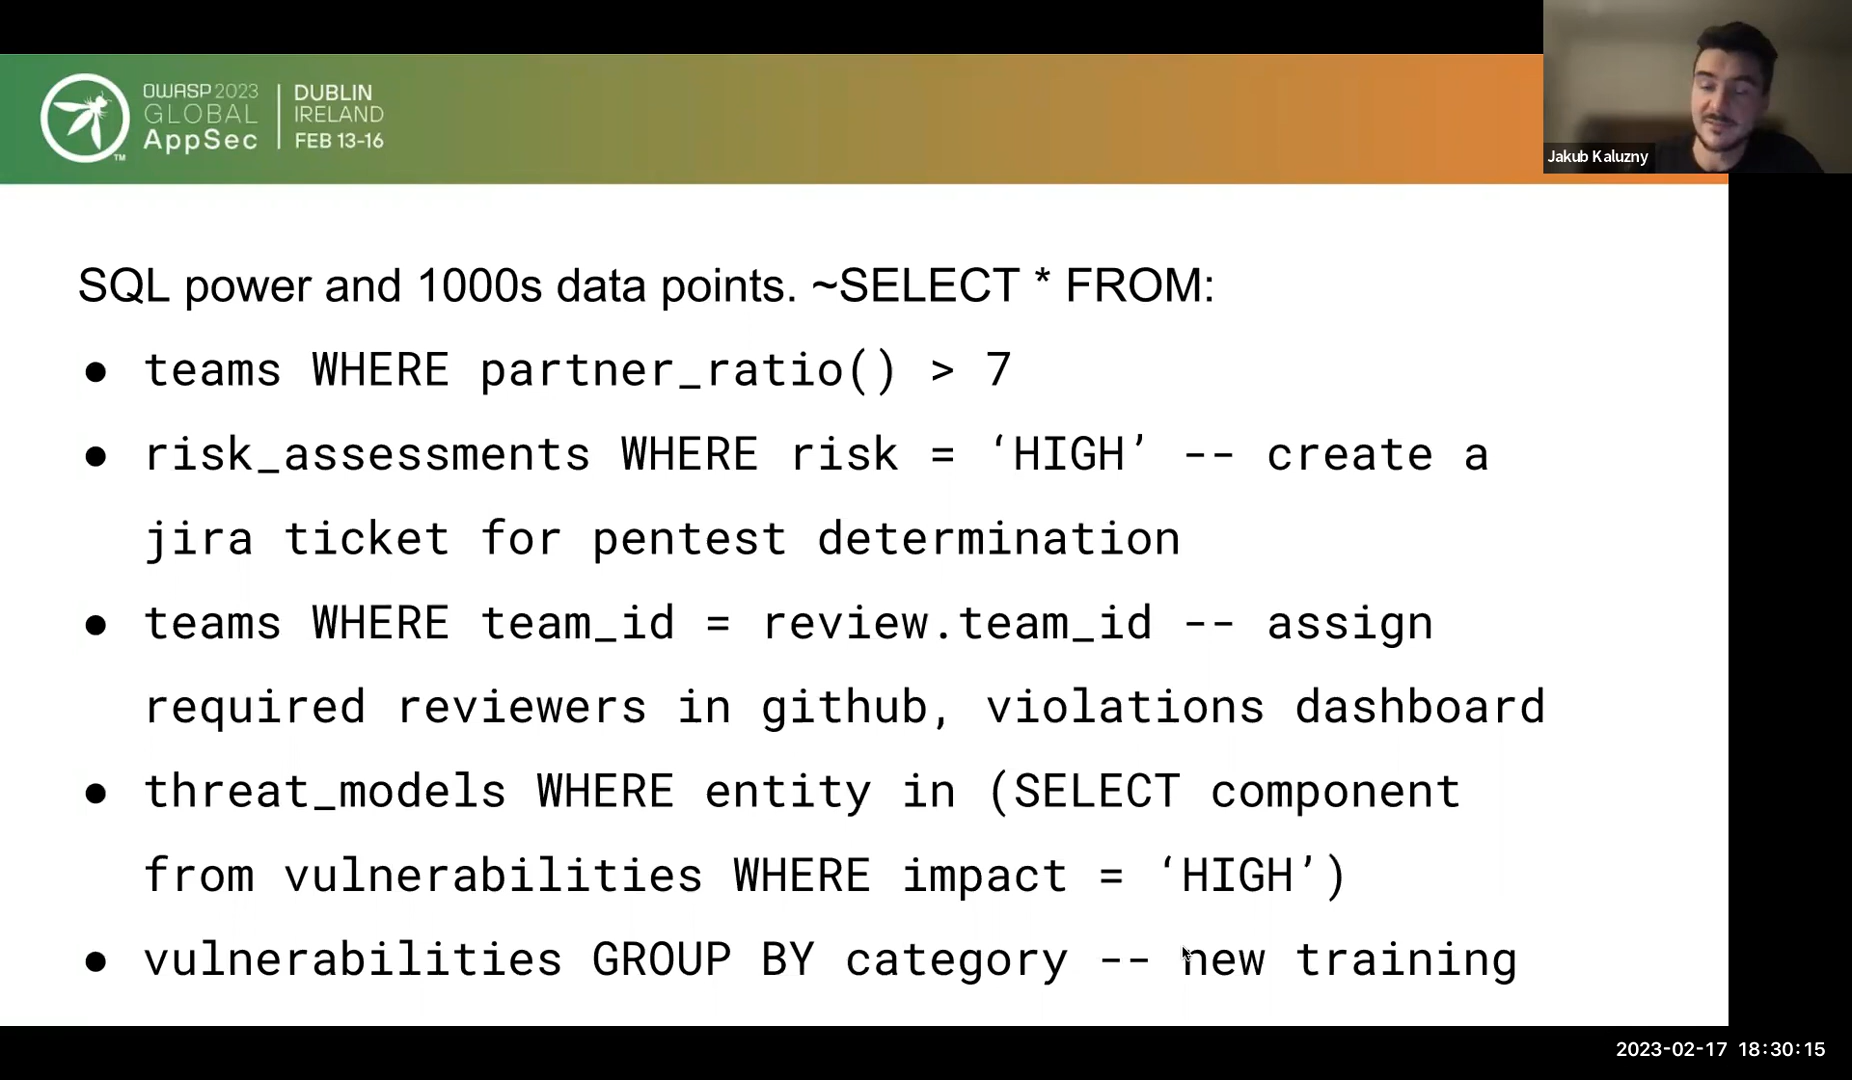 OWASP 2023
GLOBAL
AppSec
TM
DUBLIN
IRELAND
FEB 13-16
Jakub Kaluzny
SQL power and 1000s data points. ~SELECT * FROM:
● teams WHERE partner_ratio() > 7
● risk_assessments WHERE risk = ‘HIGH’ -- create a
jira ticket for pentest determination
● teams WHERE team_id = review.team_id -- assign
required reviewers in github, violations dashboard
● threat_models WHERE entity in (SELECT component
from vulnerabilities WHERE impact = ‘HIGH’)
● vulnerabilities GROUP BY category -- new training
2023-02-17 18:30:15